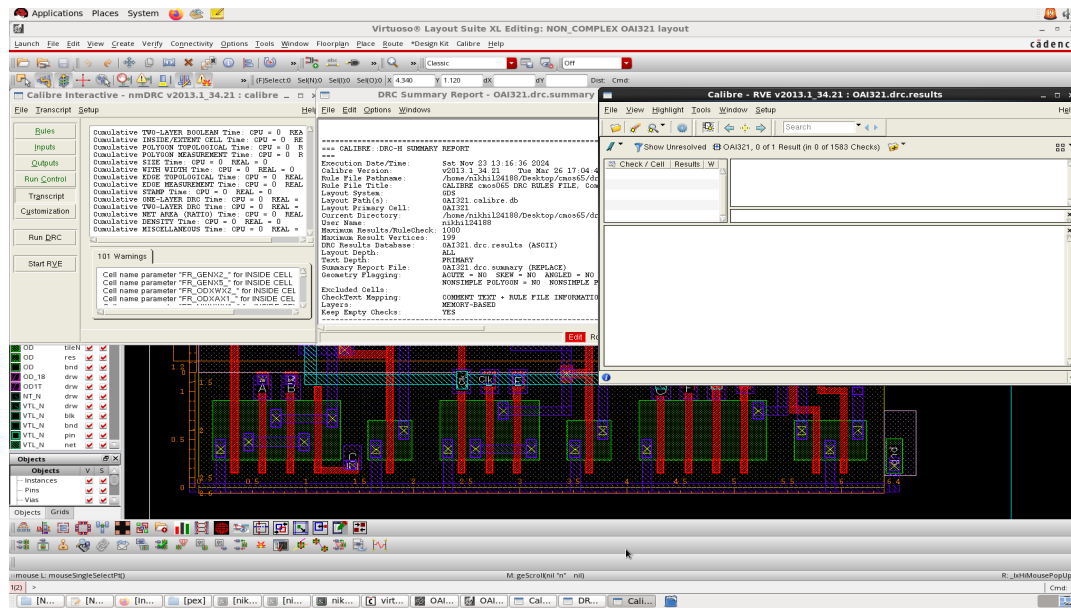 Applications Places System
Virtuoso® Layout Suite XL Editing: NON_COMPLEX OAI321 layout
Launch File Edit View Create Verify Connectivity Options Tools Window Floorplan Place Route *Design Kit Calibre Help
cādence
Classic
Off
(F)Select:0 Sel(N):0 Sel(I):0 Sel(O):0 X 4.340 Y 1.120 dX dY Dist: Cmd:
Calibre Interactive - nmDRC v2013.1_34.21 : calibre
File Transcript Setup
Rules
Inputs
Outputs
Run Control
Transcript
Customization
Run DRC
Start RVE
Cumulative TWO-LAYER BOOLEAN Time: CPU = 0 REA
Cumulative INSIDE/EXTENT CELL Time: CPU = 0 RE
Cumulative POLYGON TOPOLOGICAL Time: CPU = 0 R
Cumulative POLYGON MEASUREMENT Time: CPU = 0 R
Cumulative SIZE Time: CPU = 0 REAL = 0
Cumulative WITH WIDTH Time: CPU = 0 REAL = 0
Cumulative EDGE TOPOLOGICAL Time: CPU = 0 REAL
Cumulative EDGE MEASUREMENT Time: CPU = 0 REAL
Cumulative STAMP Time: CPU = 0 REAL = 0
Cumulative ONE-LAYER DRC Time: CPU = 0 REAL =
Cumulative TWO-LAYER DRC Time: CPU = 0 REAL =
Cumulative NET AREA (RATIO) Time: CPU = 0 REAL
Cumulative DENSITY Time: CPU = 0 REAL = 0
Cumulative MISCELLANEOUS Time: CPU = 0 REAL =
101 Warnings
Cell name parameter "FR_GENX2_" for INSIDE CELL
Cell name parameter "FR_GENX5_" for INSIDE CELL
Cell name parameter "FR_ODXWX2_" for INSIDE CEL
Cell name parameter "FR_ODXAX1_" for INSIDE CEL
DRC Summary Report - OAI321.drc.summary
File Edit Options Windows
=== CALIBRE::DRC-H SUMMARY REPORT
===
Execution Date/Time: Sat Nov 23 13:16:36 2024
Calibre Version: v2013.1_34.21 Tue Mar 26 17:04:4
Rule File Pathname: /home/nikhil24188/Desktop/cmos65/dr
Rule File Title: CALIBRE cmos065 DRC RULES FILE, Com
Layout System: GDS
Layout Path(s): OAI321.calibre.db
Layout Primary Cell: OAI321
Current Directory: /home/nikhil24188/Desktop/cmos65/dr
User Name: nikhil24188
Maximum Results/RuleCheck: 1000
Maximum Result Vertices: 199
DRC Results Database: OAI321.drc.results (ASCII)
Layout Depth: ALL
Text Depth: PRIMARY
Summary Report File: OAI321.drc.summary (REPLACE)
Geometry Flagging: ACUTE = NO SKEW = NO ANGLED = NO
NONSIMPLE POLYGON = NO NONSIMPLE P
Excluded Cells:
CheckText Mapping: COMMENT TEXT + RULE FILE INFORMATIO
Layers: MEMORY-BASED
Keep Empty Checks: YES
Edit
Calibre - RVE v2013.1_34.21 : OAI321.drc.results
File View Highlight Tools Window Setup
Search
Show Unresolved OAI321, 0 of 1 Result (in 0 of 1583 Checks)
Check / Cell Results W
OD tileN
OD res
OD bnd
OD_18 drw
OD1T drw
NT_N drw
VTL_N drw
VTL_N blk
VTL_N bnd
VTL_N pin
VTL_N net
Objects
Objects V S
Instances
Pins
Vias
Objects Grids
A B Clk E
C
mouse L: mouseSingleSelectPt()
M: geScroll(nil "n" nil)
R: _lxHiMousePopUp
1(2) >
Cmd:
[N... [N... [In... [pex] [nik... [ni... nik... virt... OAI... OAI... Cal... DR... Cali...